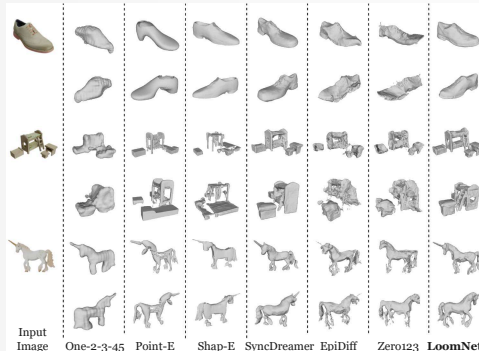 Input
Image One-2-3-45 Point-E Shap-E SyncDreamer EpiDiff Zero123 LoomNet